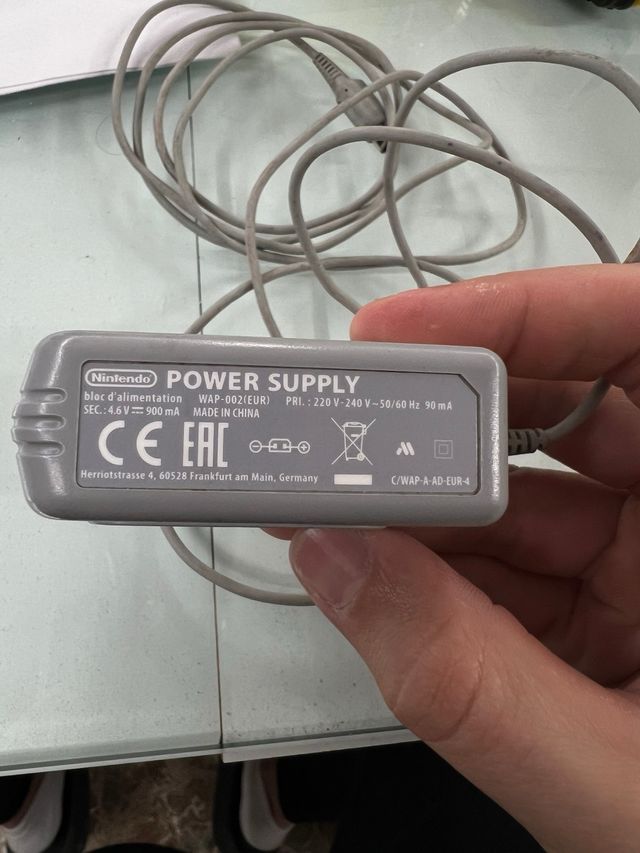 Nintendo POWER SUPPLY
bloc d'alimentation WAP-002(EUR) PRI. : 220 V-240 V~50/60 Hz 90 mA
SEC. : 4.6 V⎓900 mA MADE IN CHINA
CE EAC
Herriotstrasse 4, 60528 Frankfurt am Main, Germany C/WAP-A-AD-EUR-4